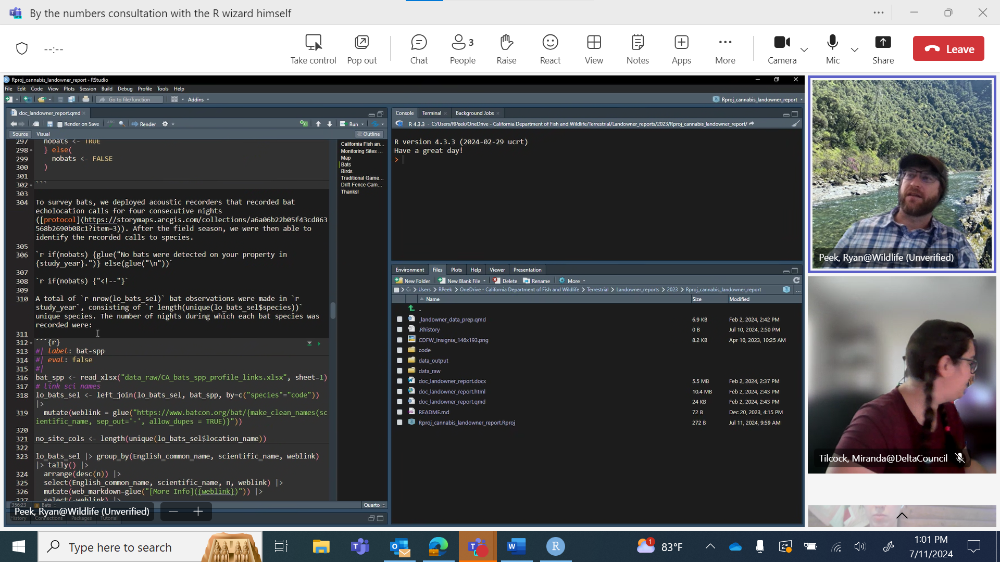 By the numbers consultation with the R wizard himself
--:--
Take control
Pop out
Chat
3
People
Raise
React
View
Notes
Apps
More
Camera
Mic
Share
Leave
Rproj_cannabis_landowner_report - RStudio
File Edit Code View Plots Session Build Debug Profile Tools Help
Go to file/function
Addins
Rproj_cannabis_landowner_report
doc_landowner_report.qmd
Render on Save
Render
Run
Source Visual
Outline
297 nobats <- TRUE
298 } else(
299 nobats <- FALSE
300 )
301
302 ```
303
304 To survey bats, we deployed acoustic recorders that recorded bat
echolocation calls for four consecutive nights
([protocol](https://storymaps.arcgis.com/collections/a6a06b22b05f43cd863
568b2690b08c1?item=3)). After the field season, we were then able to
identify the recorded calls to species.
305
306 `r if(nobats) {glue("No bats were detected on your property in
{study_year}.")} else(glue("\n"))`
307
308 `r if(nobats) {"<!--"}`
309
310 A total of `r nrow(lo_bats_sel)` bat observations were made in `r
study_year`, consisting of `r length(unique(lo_bats_sel$species))`
unique species. The number of nights during which each bat species was
recorded were:
311
312 ```{r}
313 #| label: bat-spp
314 #| eval: false
315 #|
316 bat_spp <- read_xlsx("data_raw/CA_bats_spp_profile_links.xlsx", sheet=1)
317 # link sci names
318 lo_bats_sel <- left_join(lo_bats_sel, bat_spp, by=c("species"="code"))
|>
319 mutate(weblink = glue("https://www.batcon.org/bat/{make_clean_names(sc
ientific_name, sep_out='-', allow_dupes = TRUE)}"))
320
321 no_site_cols <- length(unique(lo_bats_sel$location_name))
322
323 lo_bats_sel |> group_by(English_common_name, scientific_name, weblink)
|> tally() |>
324 arrange(desc(n)) |>
325 select(English_common_name, scientific_name, n, weblink) |>
326 mutate(web_markdown=glue("[More Info]({weblink})")) |>
327 select(-weblink) |>
California Fish an...
Monitoring Sites ...
Map
Bats
Birds
Traditional Game...
Drift-Fence Cam...
Thanks!
356:23 Bats
Quarto
History Connections Packages Tutorial
Peek, Ryan@Wildlife (Unverified)
Console Terminal Background Jobs
R 4.3.3 · C:/Users/RPeek/OneDrive - California Department of Fish and Wildlife/Terrestrial/Landowner_reports/2023/Rproj_cannabis_landowner_report/
R version 4.3.3 (2024-02-29 ucrt)
Have a great day!
>
Environment Files Plots Help Viewer Presentation
New Folder New Blank File Delete Rename More
C: > Users > RPeek > OneDrive - California Department of Fish and Wildlife > Terrestrial > Landowner_reports > 2023 > Rproj_cannabis_landowner_report
...
Name Size Modified
..
_landowner_data_prep.qmd 6.9 KB Feb 2, 2024, 2:42 PM
.Rhistory 0 B Jul 10, 2024, 2:50 PM
CDFW_Insignia_146x193.png 8.2 KB Apr 10, 2023, 10:25 AM
code
data_output
data_raw
doc_landowner_report.docx 5.5 MB Feb 2, 2024, 2:37 PM
doc_landowner_report.html 10.4 MB Feb 2, 2024, 2:43 PM
doc_landowner_report.qmd 24 KB Feb 2, 2024, 2:43 PM
README.md 72 B Dec 20, 2023, 4:15 PM
Rproj_cannabis_landowner_report.Rproj 272 B Jul 11, 2024, 9:59 AM
Peek, Ryan@Wildlife (Unverified)
Tilcock, Miranda@DeltaCouncil
Type here to search
1
83°F
1:01 PM
7/11/2024